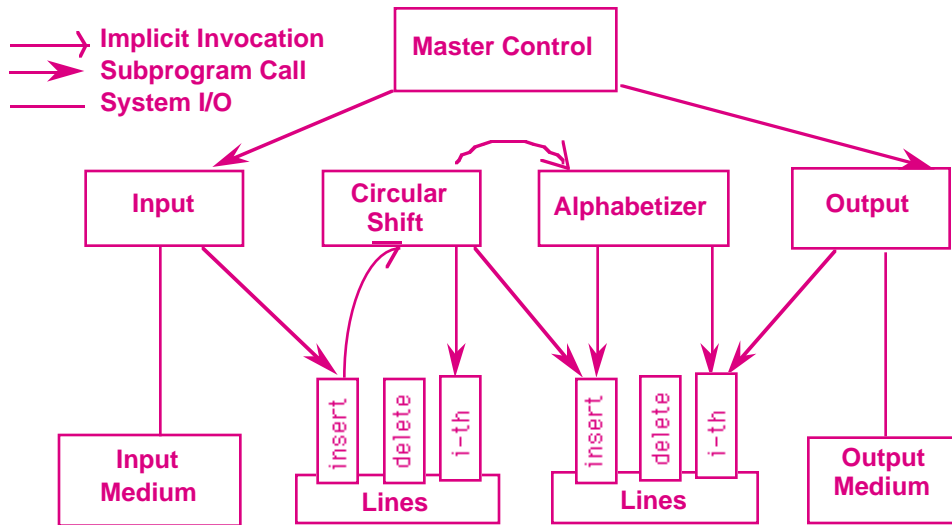 Implicit Invocation
Subprogram Call
System I/O
Master Control
Input
Circular
Shift
Alphabetizer
Output
insert
delete
i-th
insert
delete
i-th
Input
Medium
Lines
Lines
Output
Medium